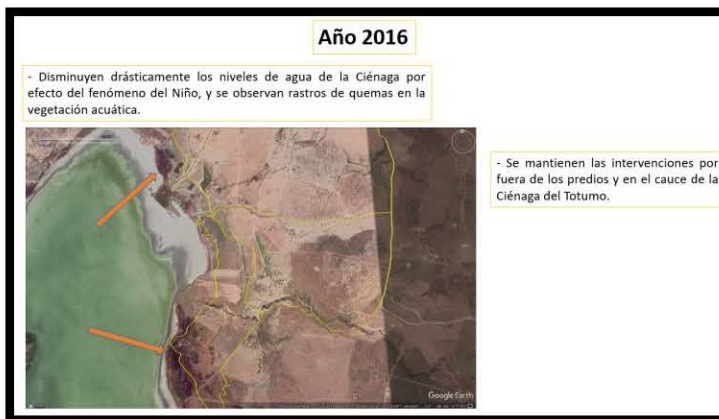 Año 2016
- Disminuyen drásticamente los niveles de agua de la Ciénaga por
efecto del fenómeno del Niño, y se observan rastros de quemas en la
vegetación acuática.
- Se mantienen las intervenciones por
fuera de los predios y en el cauce de la
Ciénaga del Totumo.
Google Earth